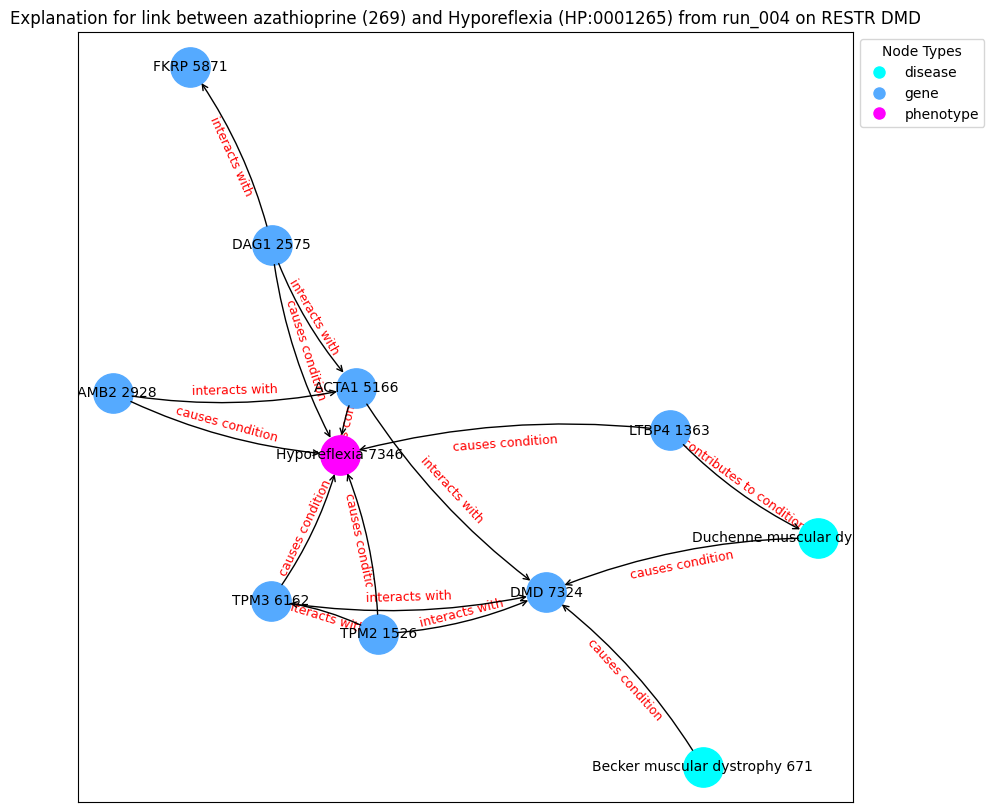 Explanation for link between azathioprine (269) and Hyporeflexia (HP:0001265) from run_004 on RESTR DMD
Node Types
disease
gene
phenotype
FKRP 5871
interacts with
DAG1 2575
interacts with
causes condition
AMB2 2928
interacts with
ACTA1 5166
causes condition
LTBP4 1363
causes condition
Hyporeflexia 7346
interacts with
contributes to condition
causes condition
causes conditic
Duchenne muscular dy
causes condition
DMD 7324
TPM3 6162
interacts with
interacts with
TPM2 1526
causes condition
Becker muscular dystrophy 671